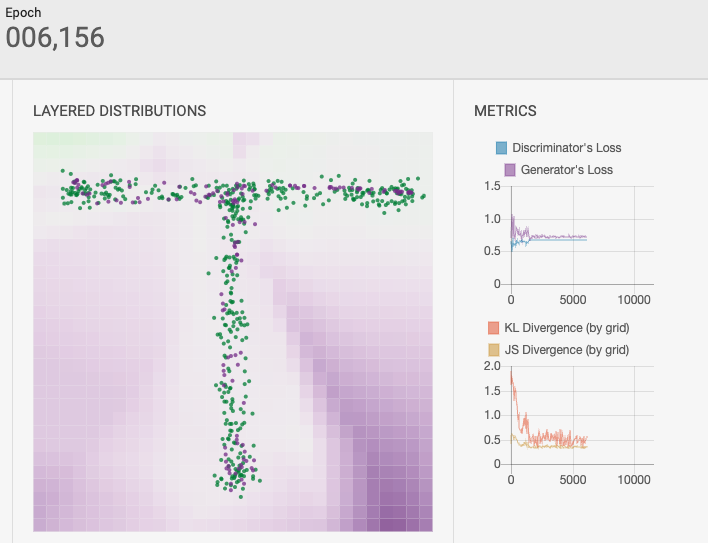 Epoch
006,156
LAYERED DISTRIBUTIONS
METRICS
Discriminator's Loss
Generator's Loss
1.5
1.0
0.5
0
0 5000 10000
KL Divergence (by grid)
JS Divergence (by grid)
2.0
1.5
1.0
0.5
0
0 5000 10000